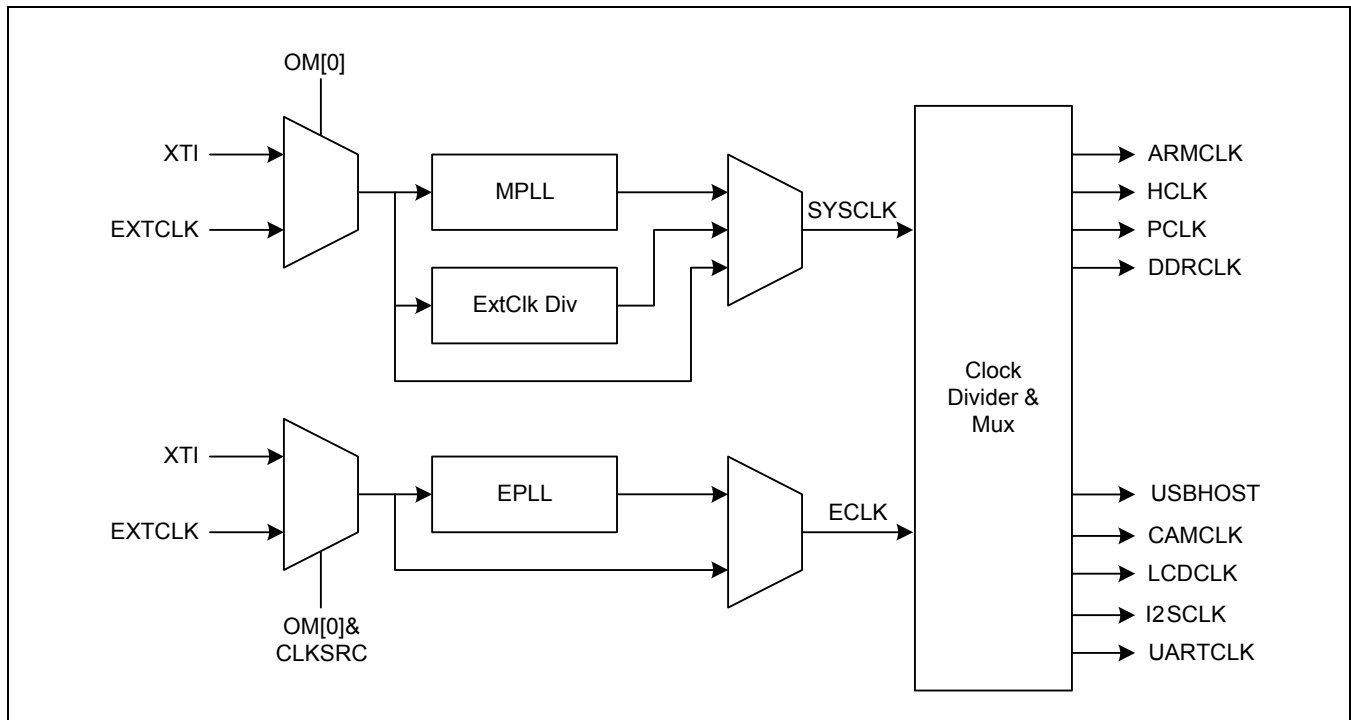 OM[0]
XTI
EXTCLK
MPLL
ExtClk Div
SYSCLK
XTI
EXTCLK
OM[0]&
CLKSRC
EPLL
ECLK
Clock
Divider &
Mux
ARMCLK
HCLK
PCLK
DDRCLK
USBHOST
CAMCLK
LCDCLK
I2SCLK
UARTCLK